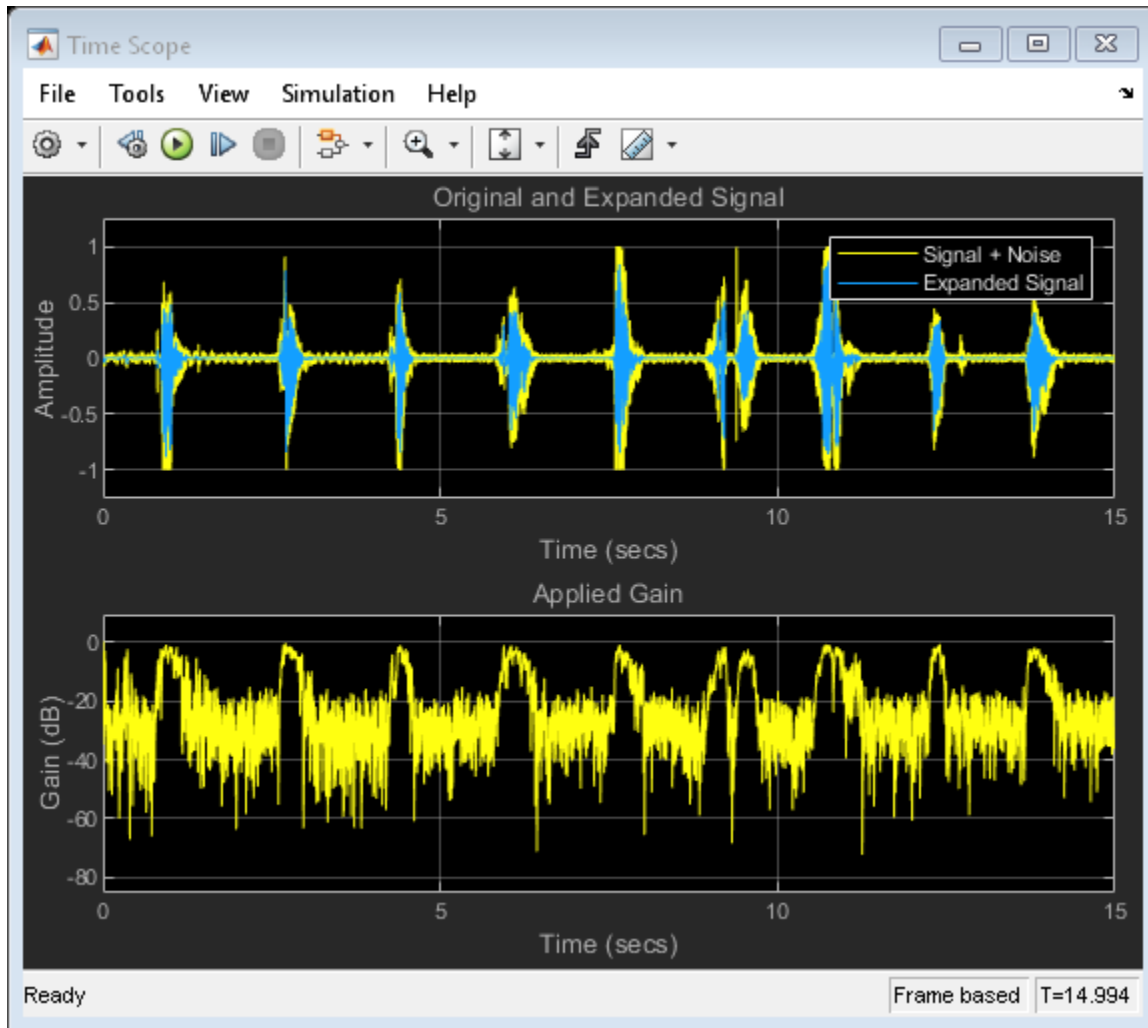 Time Scope
File Tools View Simulation Help
Original and Expanded Signal
Signal + Noise
Expanded Signal
1
0.5
0
-0.5
-1
Amplitude
0 5 10 15
Time (secs)
Applied Gain
0
-20
-40
-60
-80
Gain (dB)
0 5 10 15
Time (secs)
Ready Frame based T=14.994